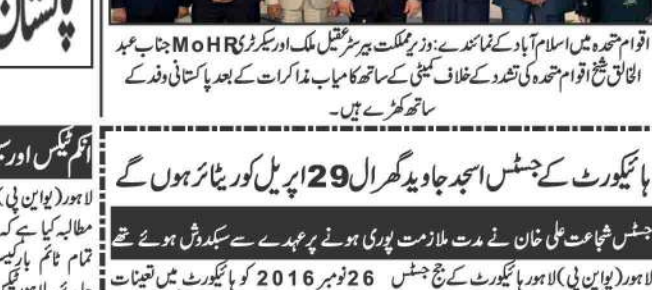 پاکستان
اقوام متحدہ میں اسلام آباد کے نمائندے: وزیر مملکت بیرسٹر عقیل ملک اور سیکرٹری MoHR جناب عبد
الخالق شیخ اقوام متحدہ کی تشدد کے خلاف کمیٹی کے ساتھ کامیاب مذاکرات کے بعد پاکستانی وفد کے
ساتھ کھڑے ہیں۔
ہائیکورٹ کے جسٹس اسجد جاوید گھرال 29 اپریل کو ریٹائر ہوں گے
جسٹس شجاعت علی خان نے مدت ملازمت پوری ہونے پر عہدے سے سبکدوش ہوئے تھے
لاہور (یو این پی) لاہور ہائیکورٹ کے جج جسٹس 26 نومبر 2016 کو ہائیکورٹ میں تعینات
انکم ٹیکس اور
لاہور (یو این پی)
مطالبہ کیا ہے کہ
تمام ٹائم